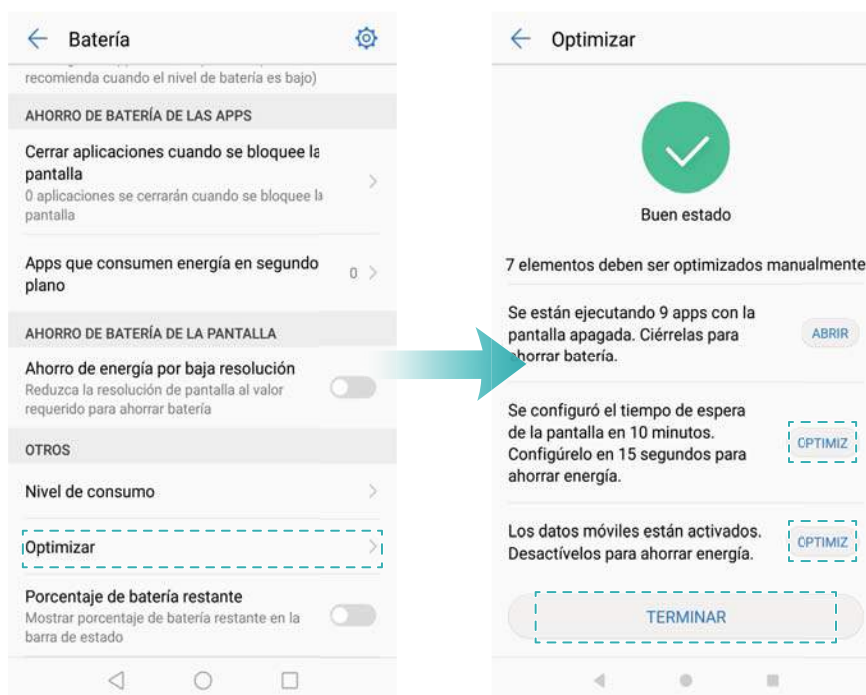 Batería
recomienda cuando el nivel de batería es bajo)
AHORRO DE BATERÍA DE LAS APPS
Cerrar aplicaciones cuando se bloquee la
pantalla
0 aplicaciones se cerrarán cuando se bloquee la
pantalla
Apps que consumen energía en segundo
plano
0
AHORRO DE BATERÍA DE LA PANTALLA
Ahorro de energía por baja resolución
Reduzca la resolución de pantalla al valor
requerido para ahorrar batería
OTROS
Nivel de consumo
Optimizar
Porcentaje de batería restante
Mostrar porcentaje de batería restante en la
barra de estado
Optimizar
Buen estado
7 elementos deben ser optimizados manualmente
Se están ejecutando 9 apps con la
pantalla apagada. Ciérrelas para
ahorrar batería.
ABRIR
Se configuró el tiempo de espera
de la pantalla en 10 minutos.
Configúrelo en 15 segundos para
ahorrar energía.
OPTIMIZ
Los datos móviles están activados.
Desactívelos para ahorrar energía.
OPTIMIZ
TERMINAR